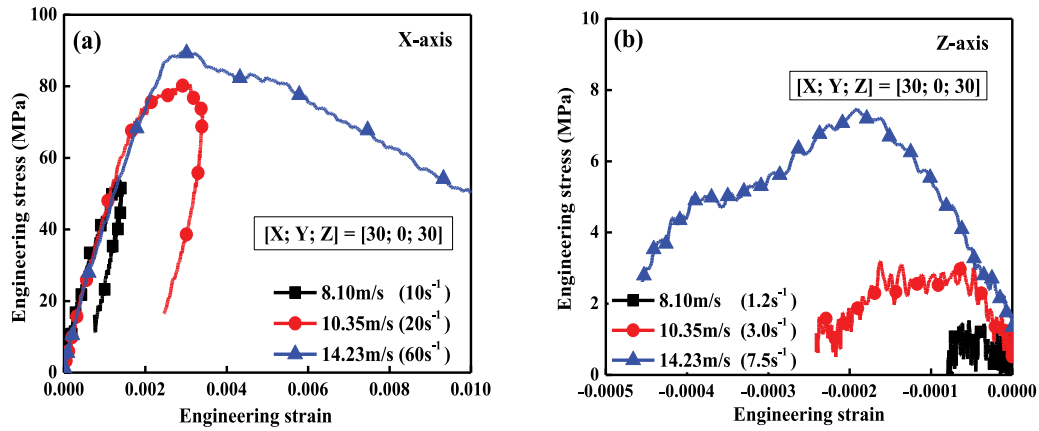 (a)
X-axis
[X; Y; Z] = [30; 0; 30]
8.10m/s (10s⁻¹)
10.35m/s (20s⁻¹)
14.23m/s (60s⁻¹)
Engineering stress (MPa)
100
80
60
40
20
0
0.000 0.002 0.004 0.006 0.008 0.010
Engineering strain
(b)
Z-axis
[X; Y; Z] = [30; 0; 30]
8.10m/s (1.2s⁻¹)
10.35m/s (3.0s⁻¹)
14.23m/s (7.5s⁻¹)
Engineering stress (MPa)
10
8
6
4
2
0
−0.0005 −0.0004 −0.0003 −0.0002 −0.0001 0.0000
Engineering strain